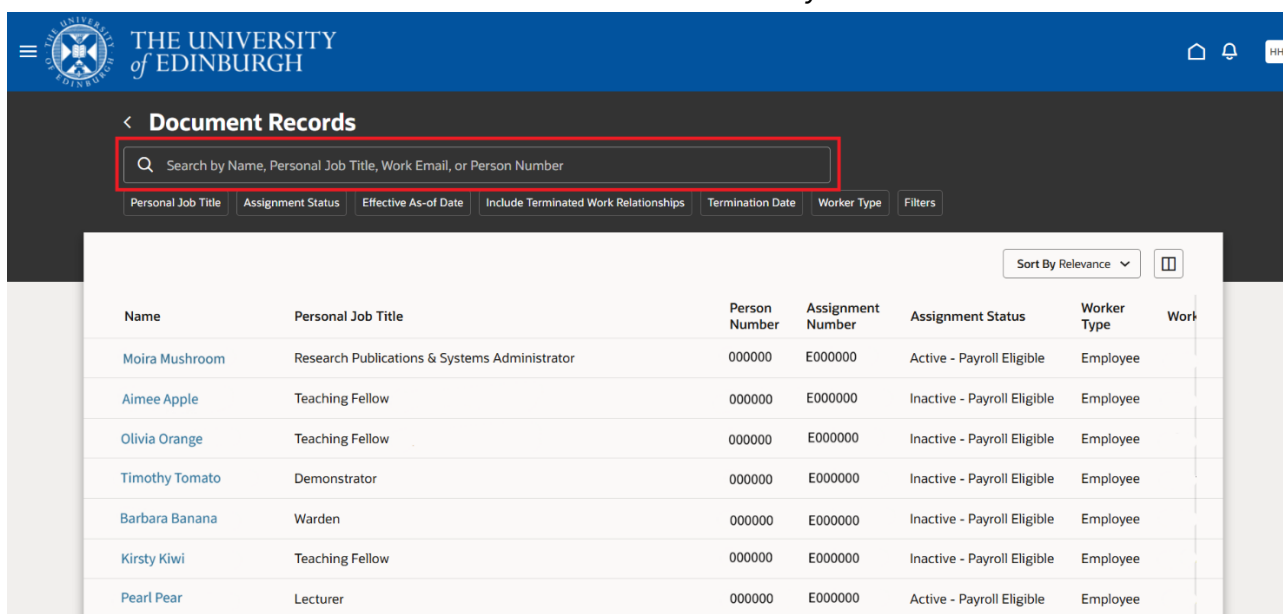 THE UNIVERSITY
of EDINBURGH
HH
Document Records
Search by Name, Personal Job Title, Work Email, or Person Number
Personal Job Title Assignment Status Effective As-of Date Include Terminated Work Relationships Termination Date Worker Type Filters
Sort By Relevance
Name Personal Job Title Person Number Assignment Number Assignment Status Worker Type Work
Moira Mushroom Research Publications & Systems Administrator 000000 E000000 Active - Payroll Eligible Employee
Aimee Apple Teaching Fellow 000000 E000000 Inactive - Payroll Eligible Employee
Olivia Orange Teaching Fellow 000000 E000000 Inactive - Payroll Eligible Employee
Timothy Tomato Demonstrator 000000 E000000 Inactive - Payroll Eligible Employee
Barbara Banana Warden 000000 E000000 Inactive - Payroll Eligible Employee
Kirsty Kiwi Teaching Fellow 000000 E000000 Inactive - Payroll Eligible Employee
Pearl Pear Lecturer 000000 E000000 Active - Payroll Eligible Employee